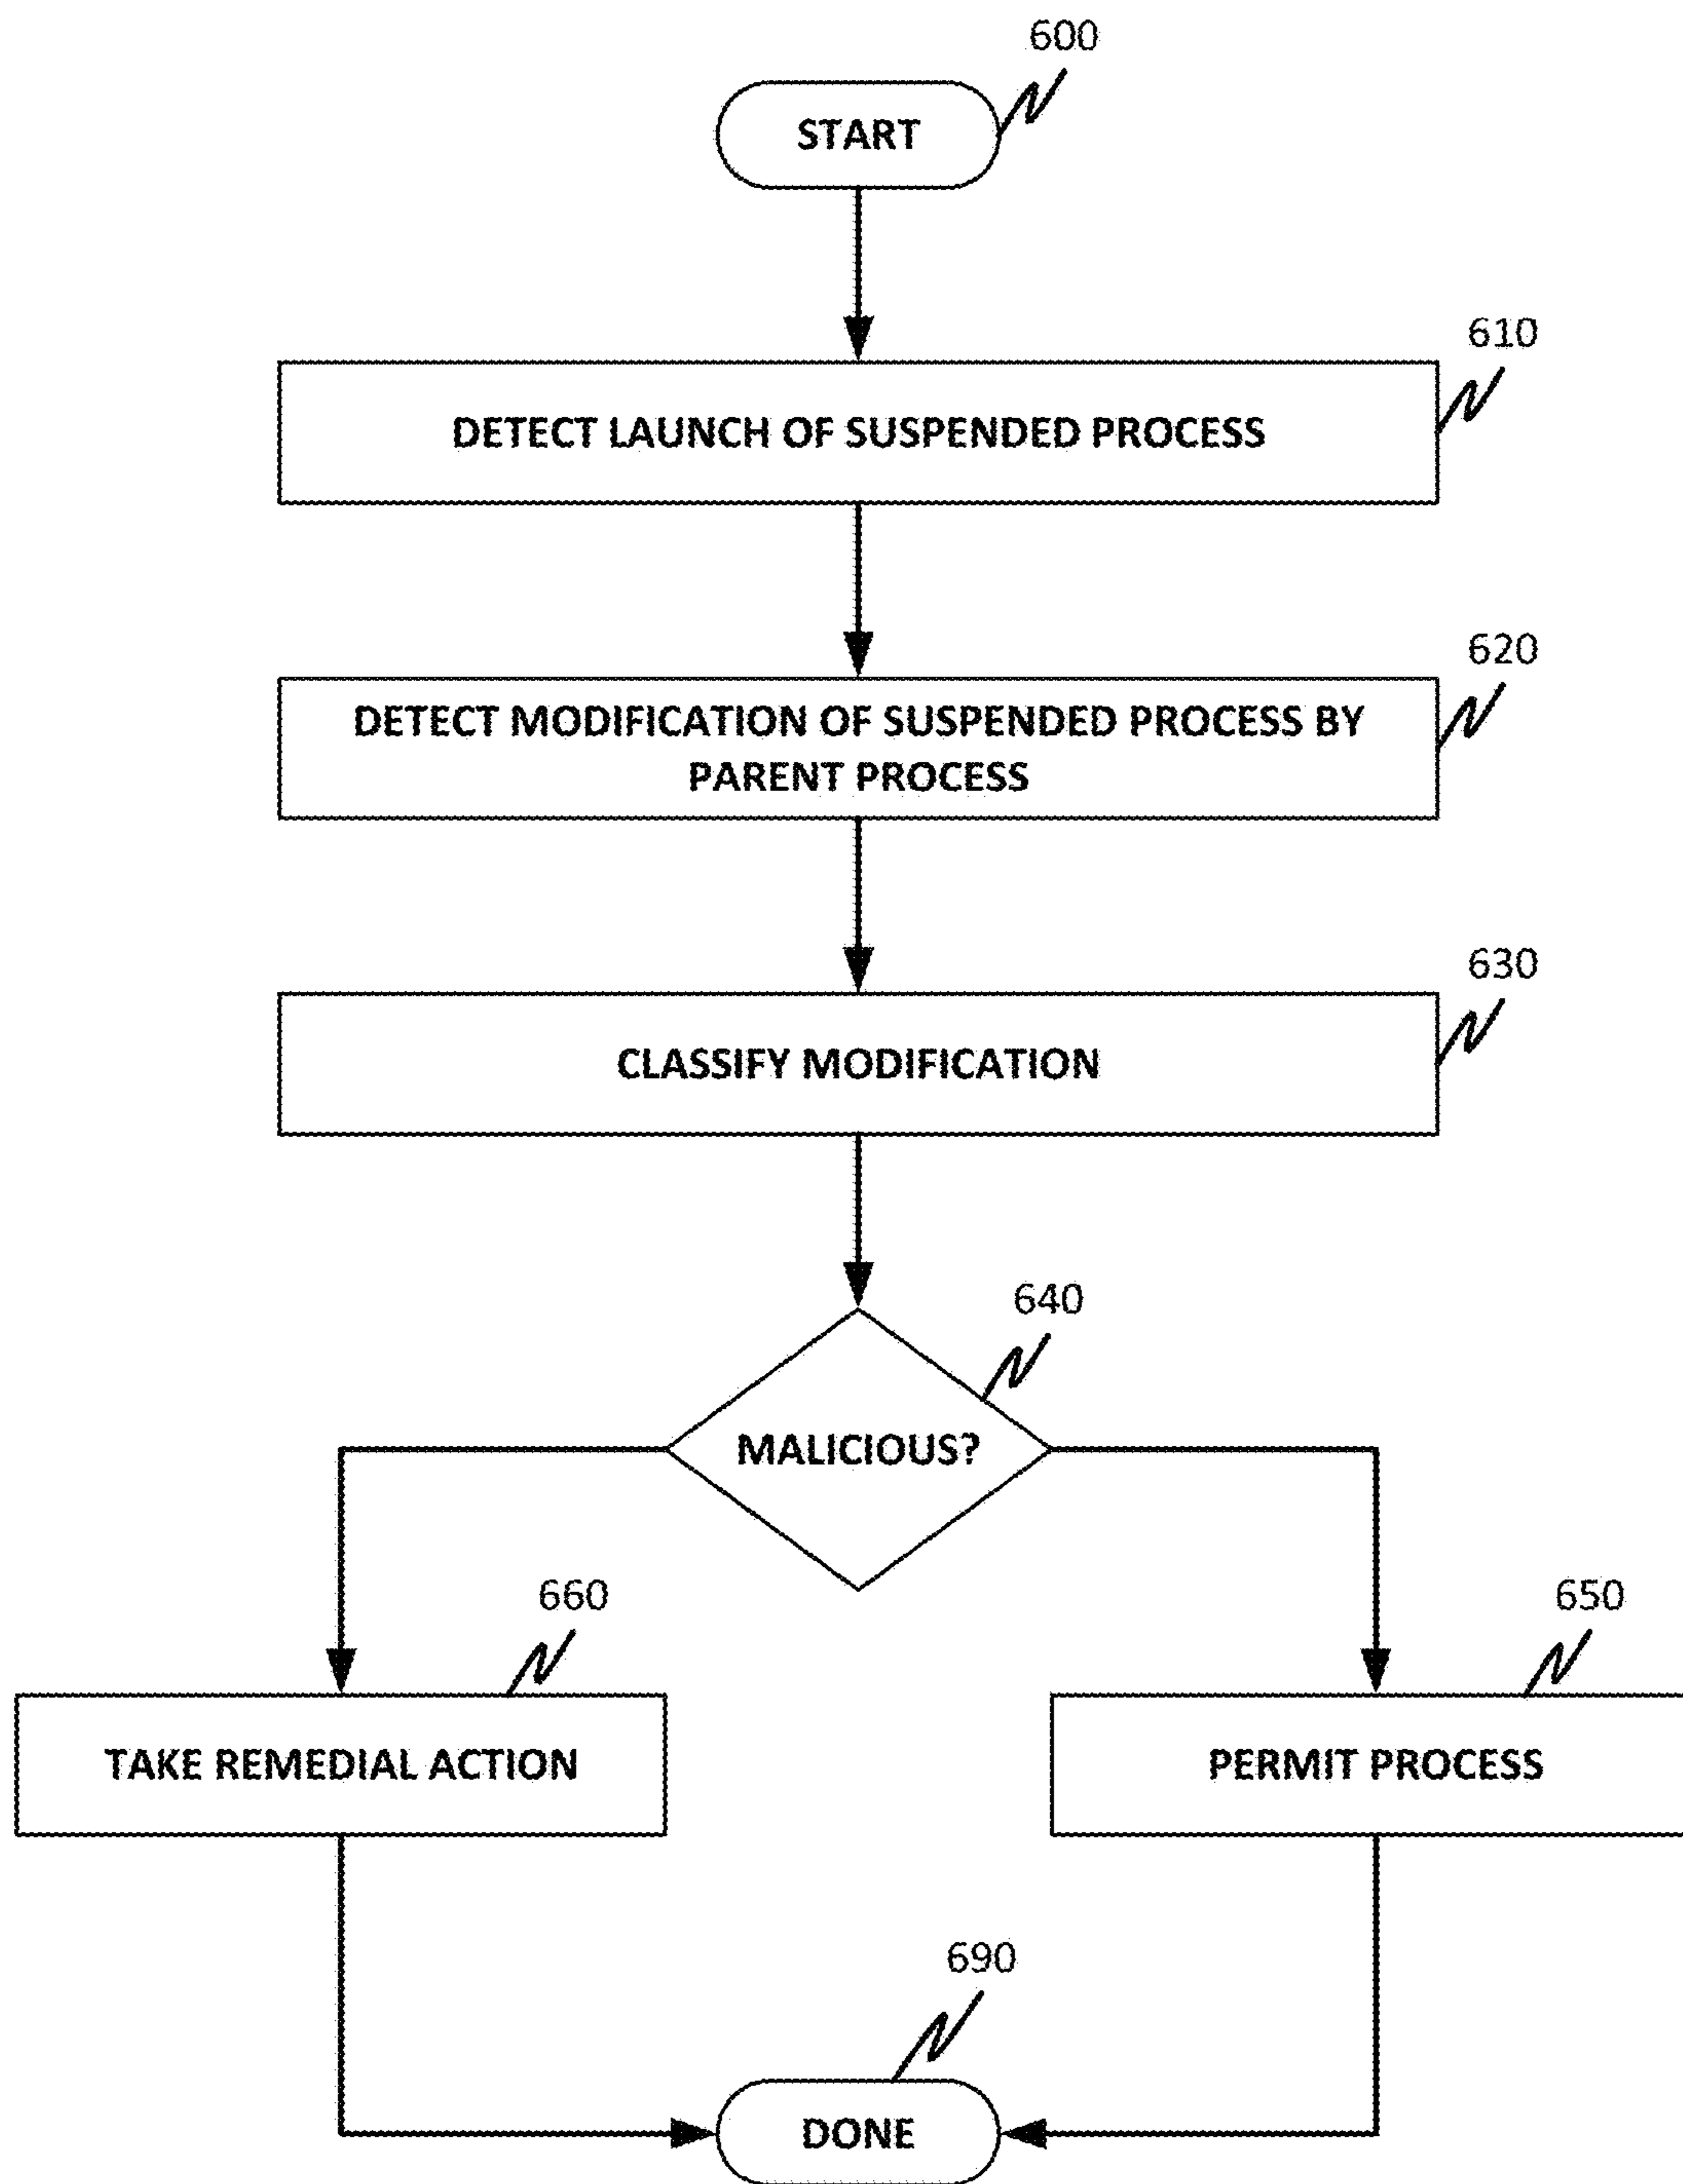 600
START
610
DETECT LAUNCH OF SUSPENDED PROCESS
620
DETECT MODIFICATION OF SUSPENDED PROCESS BY
PARENT PROCESS
630
CLASSIFY MODIFICATION
640
MALICIOUS?
660
650
TAKE REMEDIAL ACTION
PERMIT PROCESS
690
DONE